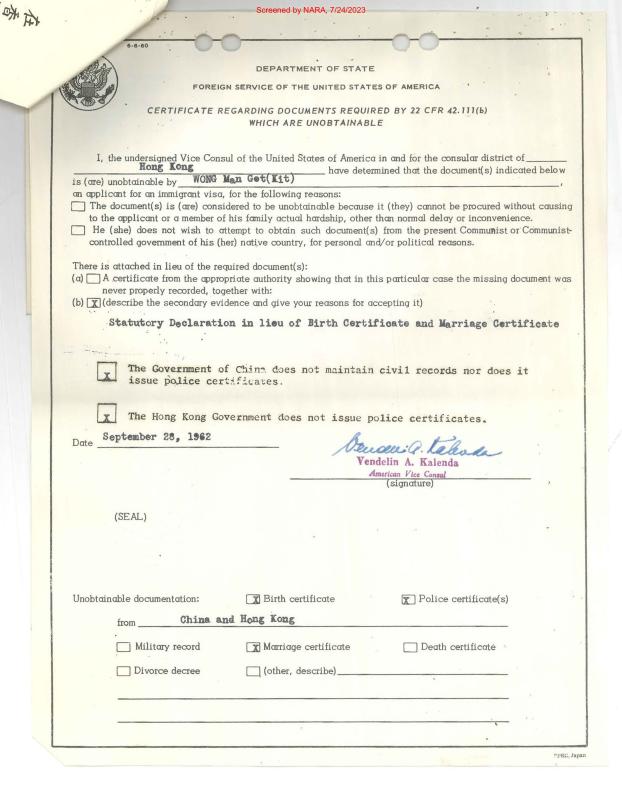 Screened by NARA, 7/24/2023
6-6-60
DEPARTMENT OF STATE
FOREIGN SERVICE OF THE UNITED STATES OF AMERICA
CERTIFICATE REGARDING DOCUMENTS REQUIRED BY 22 CFR 42.111(b)
WHICH ARE UNOBTAINABLE
I, the undersigned Vice Consul of the United States of America in and for the consular district of
Hong Kong have determined that the document(s) indicated below
is (are) unobtainable by WONG Man Get(Kit) ,
an applicant for an immigrant visa, for the following reasons:
The document(s) is (are) considered to be unobtainable because it (they) cannot be procured without causing
to the applicant or a member of his family actual hardship, other than normal delay or inconvenience.
He (she) does not wish to attempt to obtain such document(s) from the present Communist or Communist-
controlled government of his (her) native country, for personal and/or political reasons.
There is attached in lieu of the required document(s):
(a) A certificate from the appropriate authority showing that in this particular case the missing document was
never properly recorded, together with:
(b) X (describe the secondary evidence and give your reasons for accepting it)
Statutory Declaration in lieu of Birth Certificate and Marriage Certificate
X The Government of China does not maintain civil records nor does it
issue police certificates.
X The Hong Kong Government does not issue police certificates.
Date September 28, 1962
Vendelin A. Kalenda
Vendelin A. Kalenda
American Vice Consul
(signature)
(SEAL)
Unobtainable documentation: X Birth certificate X Police certificate(s)
from China and Hong Kong
Military record X Marriage certificate Death certificate
Divorce decree (other, describe)
FBC, Japan